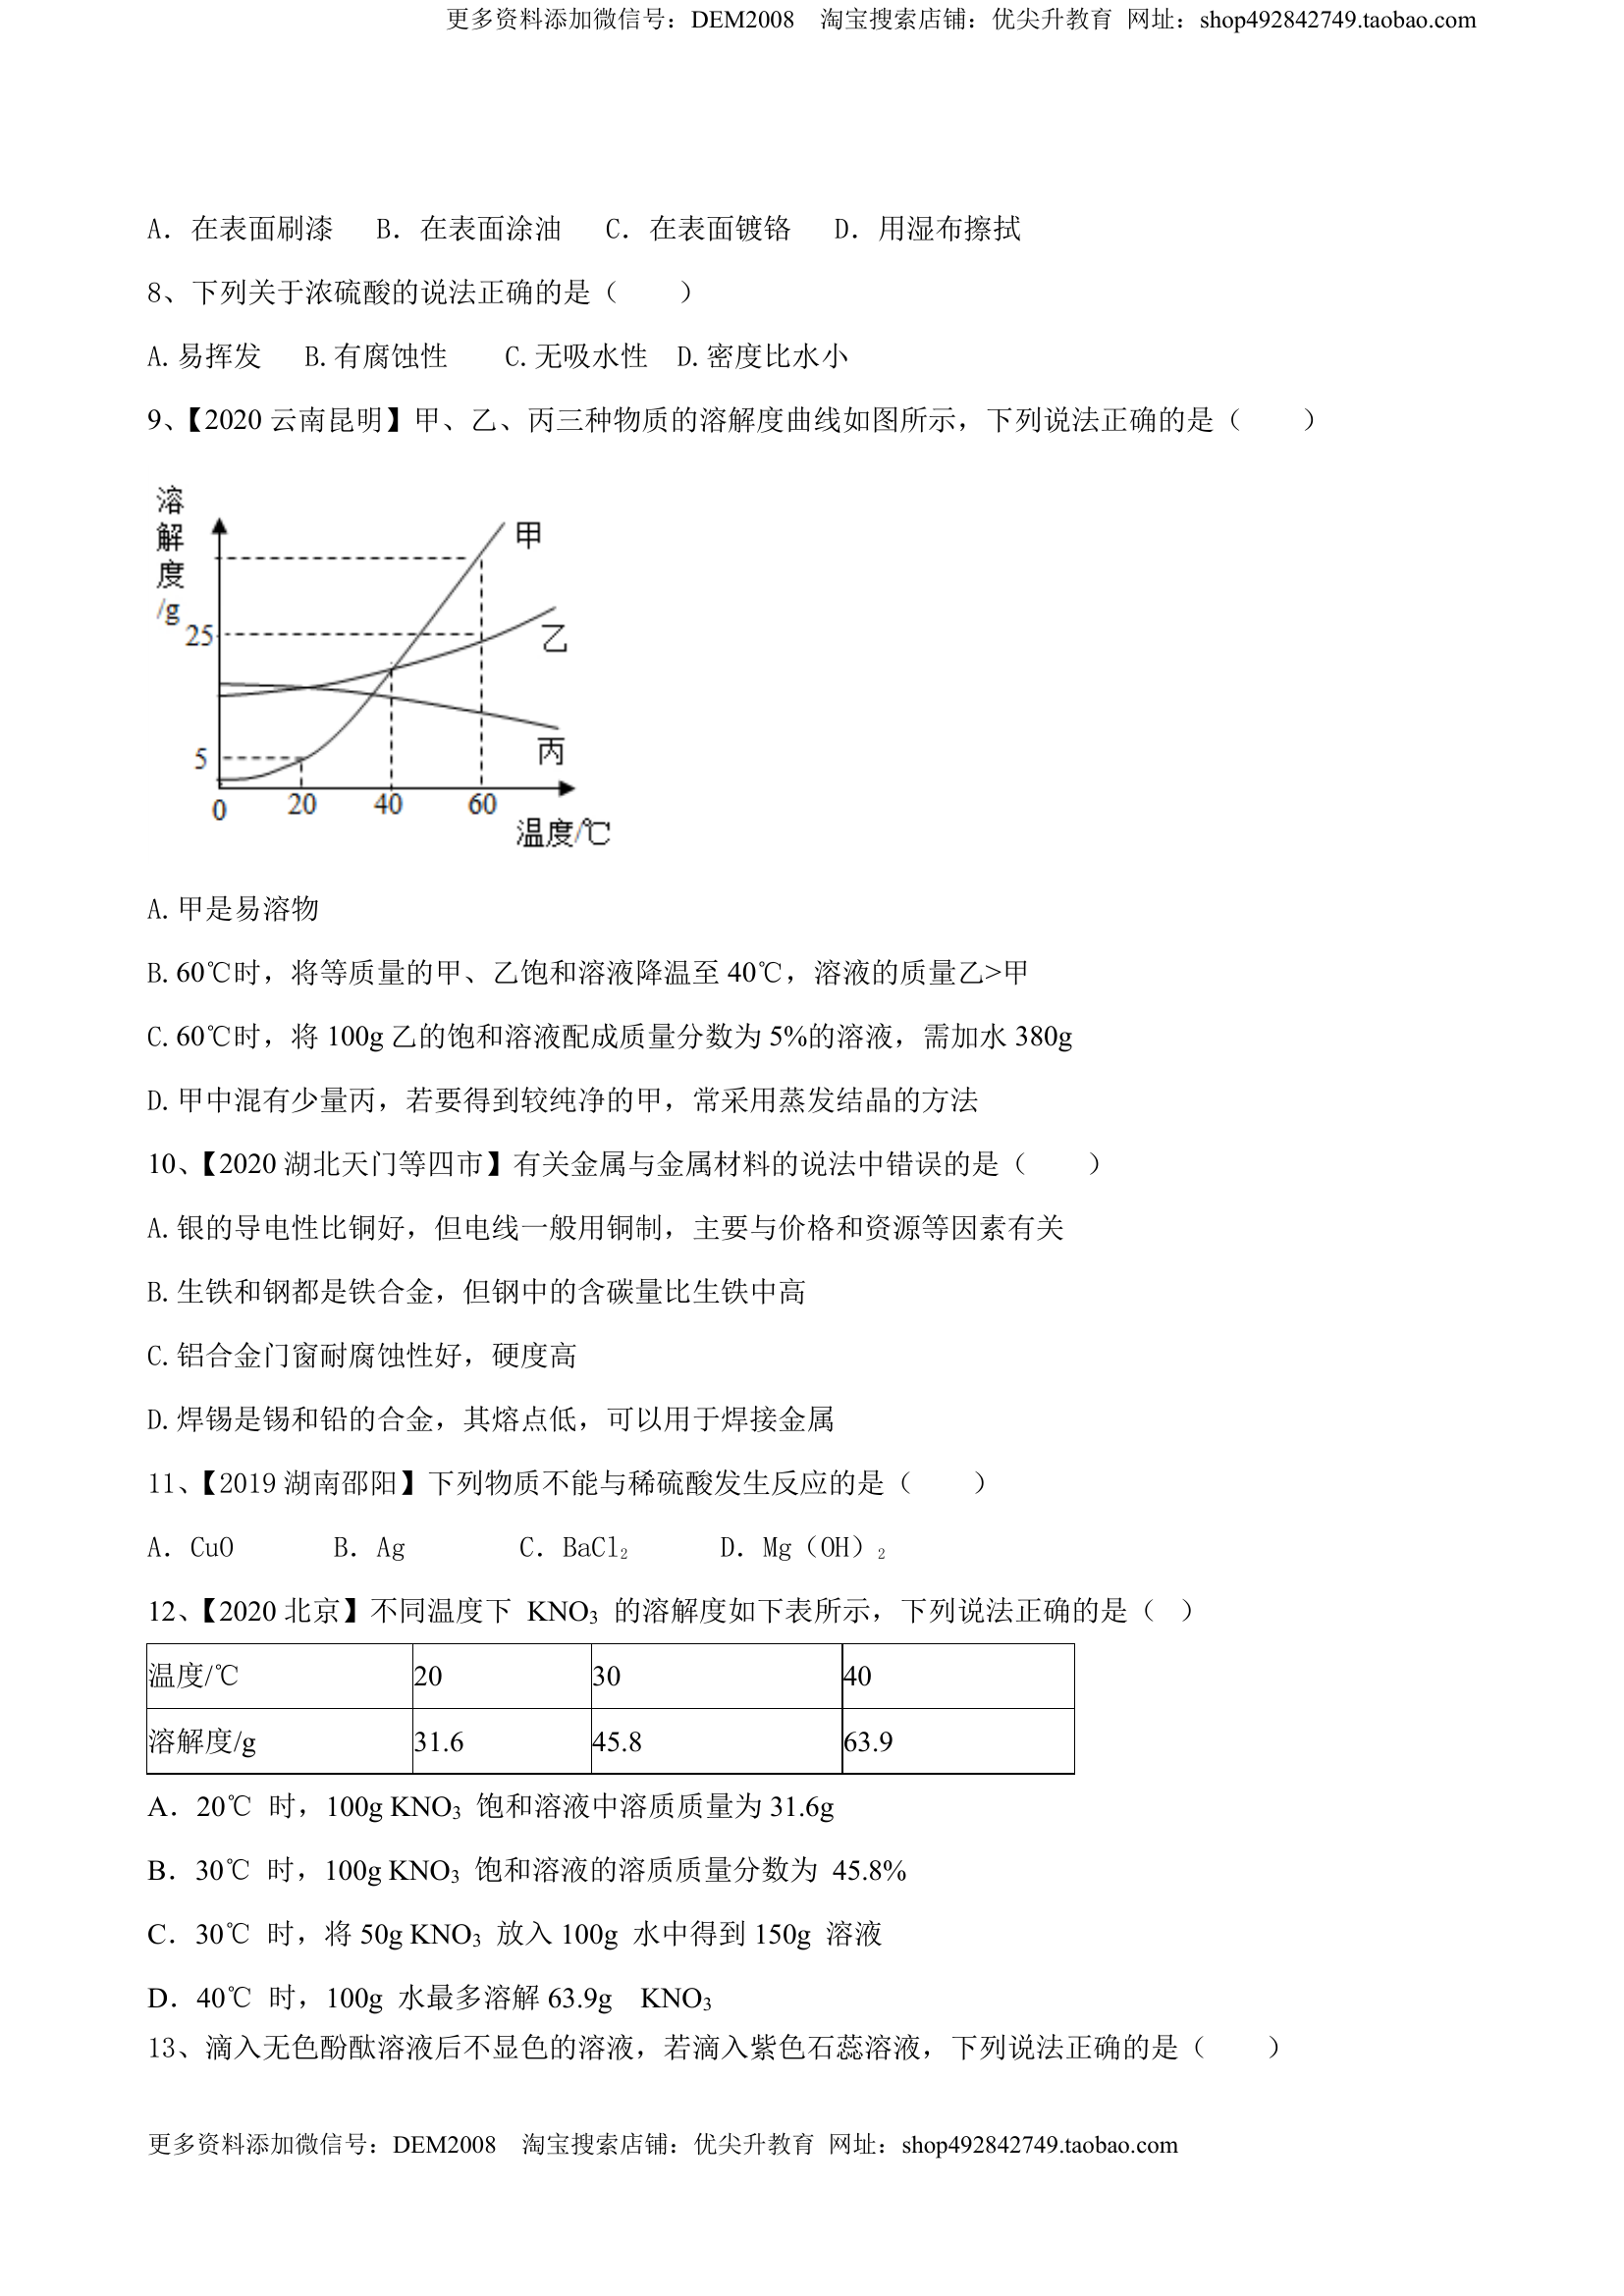 更多资料添加微信号：DEM2008 淘宝搜索店铺：优尖升教育 网址：shop492842749.taobao.com
A．在表面刷漆 B．在表面涂油 C．在表面镀铬 D．用湿布擦拭
8、下列关于浓硫酸的说法正确的是（ ）
A.易挥发 B.有腐蚀性 C.无吸水性 D.密度比水小
9、【2020 云南昆明】甲、乙、丙三种物质的溶解度曲线如图所示，下列说法正确的是（ ）
溶解度/g
甲
25
乙
5
丙
0 20 40 60
温度/℃
A.甲是易溶物
B.60℃时，将等质量的甲、乙饱和溶液降温至 40℃，溶液的质量乙>甲
C.60℃时，将 100g 乙的饱和溶液配成质量分数为 5%的溶液，需加水 380g
D.甲中混有少量丙，若要得到较纯净的甲，常采用蒸发结晶的方法
10、【2020 湖北天门等四市】有关金属与金属材料的说法中错误的是（ ）
A.银的导电性比铜好，但电线一般用铜制，主要与价格和资源等因素有关
B.生铁和钢都是铁合金，但钢中的含碳量比生铁中高
C.铝合金门窗耐腐蚀性好，硬度高
D.焊锡是锡和铅的合金，其熔点低，可以用于焊接金属
11、【2019 湖南邵阳】下列物质不能与稀硫酸发生反应的是（ ）
A．CuO B．Ag C．BaCl₂ D．Mg（OH）₂
12、【2020 北京】不同温度下 KNO₃ 的溶解度如下表所示，下列说法正确的是（ ）
温度/℃ 20 30 40
溶解度/g 31.6 45.8 63.9
A．20℃ 时，100g KNO₃ 饱和溶液中溶质质量为 31.6g
B．30℃ 时，100g KNO₃ 饱和溶液的溶质质量分数为 45.8%
C．30℃ 时，将 50g KNO₃ 放入 100g 水中得到 150g 溶液
D．40℃ 时，100g 水最多溶解 63.9g KNO₃
13、滴入无色酚酞溶液后不显色的溶液，若滴入紫色石蕊溶液，下列说法正确的是（ ）
更多资料添加微信号：DEM2008 淘宝搜索店铺：优尖升教育 网址：shop492842749.taobao.com